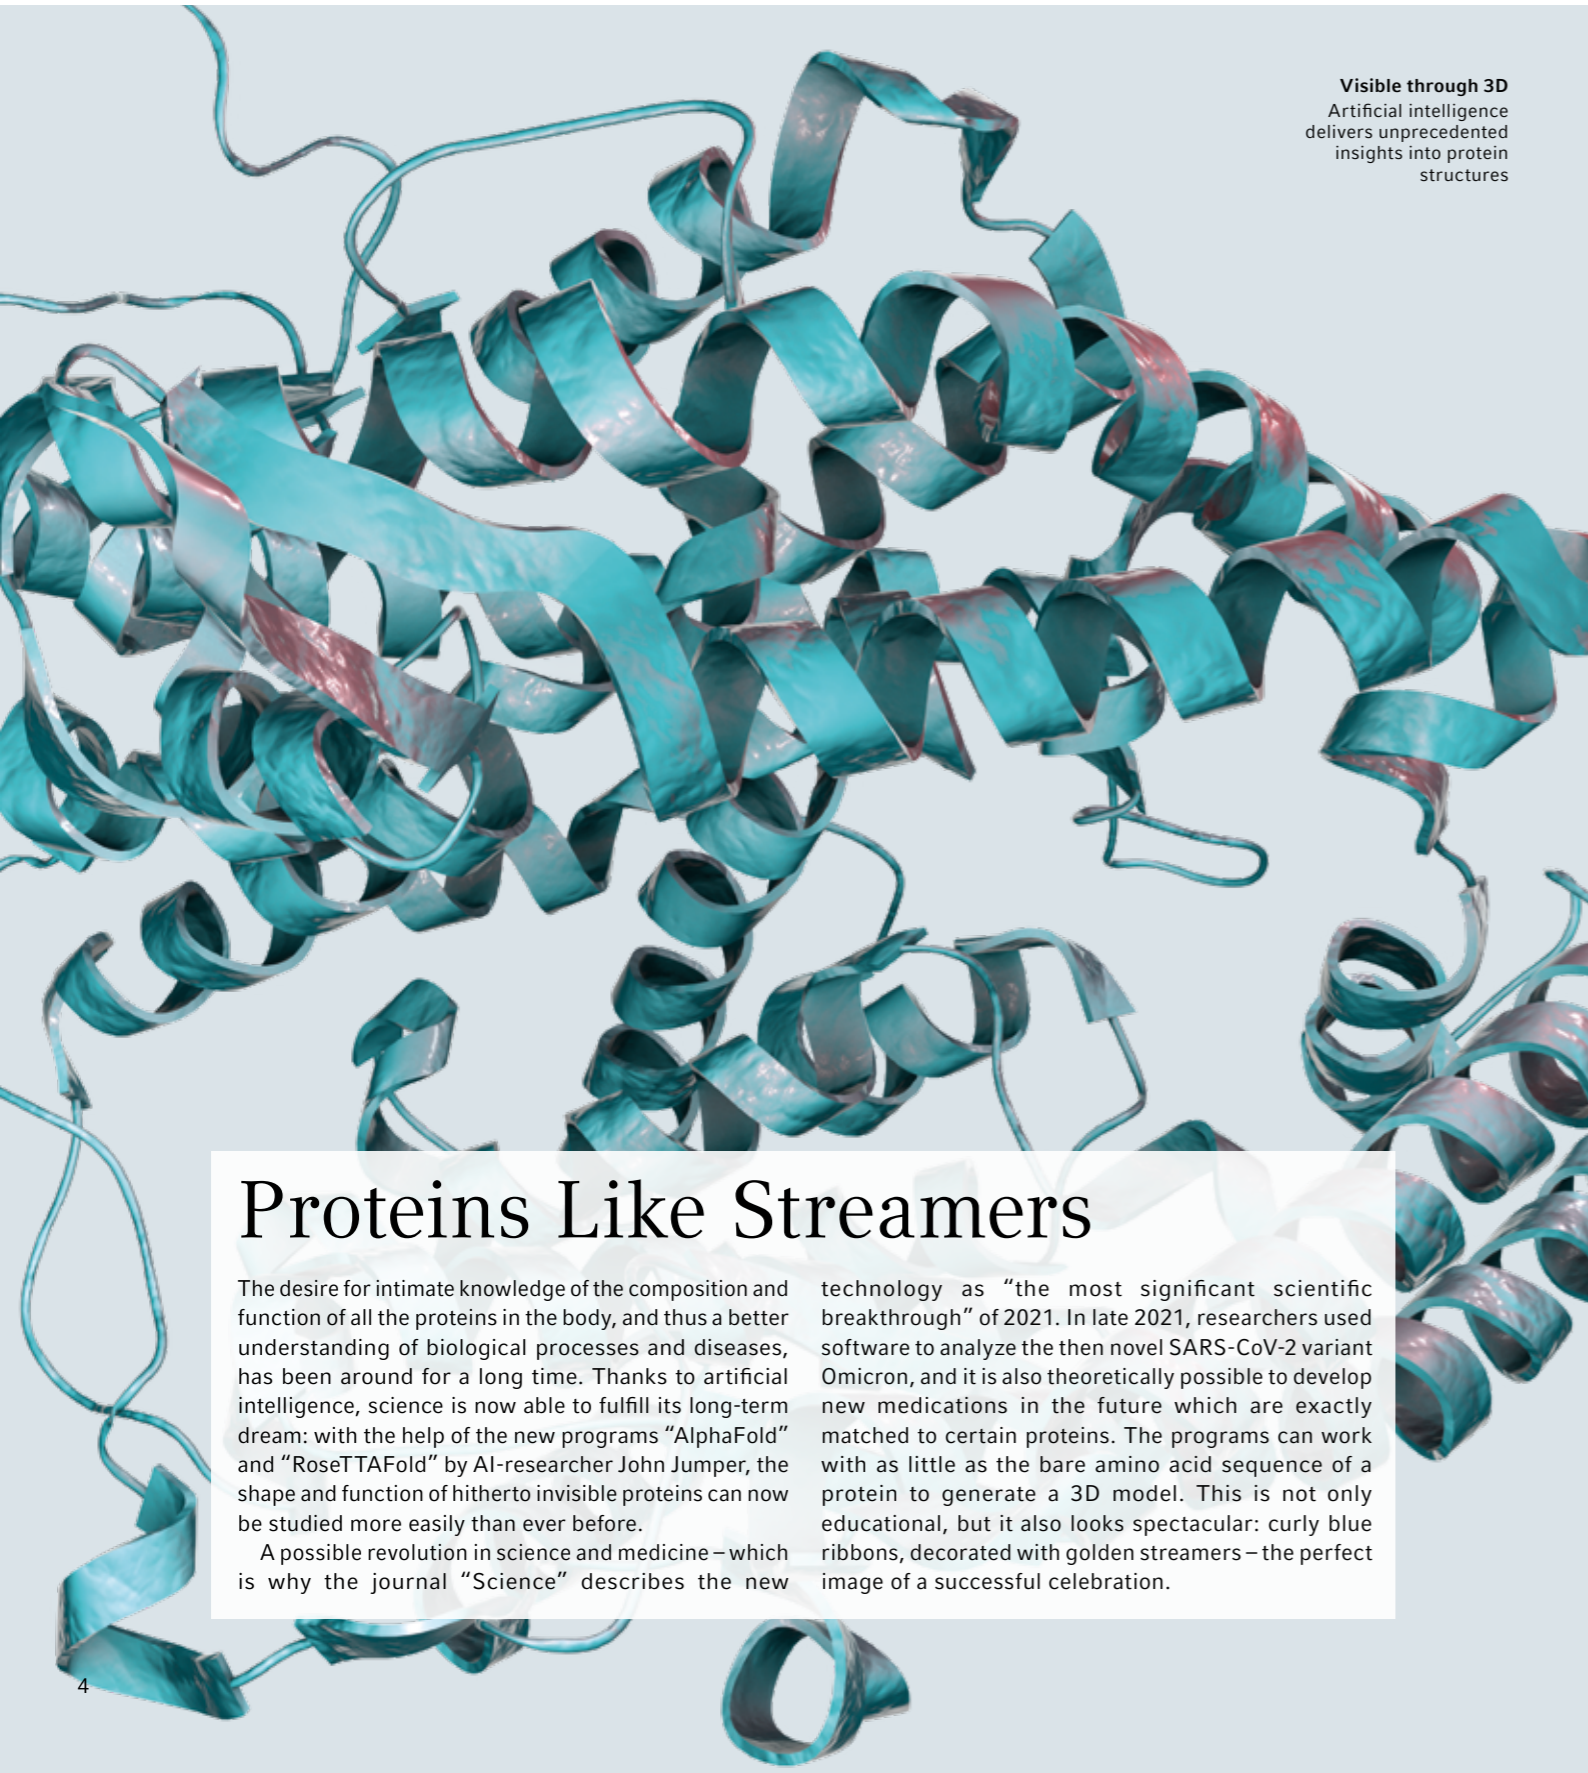 Visible through 3D
Artificial intelligence
delivers unprecedented
insights into protein
structures
Proteins Like Streamers
The desire for intimate knowledge of the composition and
function of all the proteins in the body, and thus a better
understanding of biological processes and diseases,
has been around for a long time. Thanks to artificial
intelligence, science is now able to fulfill its long-term
dream: with the help of the new programs “AlphaFold”
and “RoseTTAFold” by AI-researcher John Jumper, the
shape and function of hitherto invisible proteins can now
be studied more easily than ever before.
A possible revolution in science and medicine – which
is why the journal “Science” describes the new
technology as “the most significant scientific
breakthrough” of 2021. In late 2021, researchers used
software to analyze the then novel SARS-CoV-2 variant
Omicron, and it is also theoretically possible to develop
new medications in the future which are exactly
matched to certain proteins. The programs can work
with as little as the bare amino acid sequence of a
protein to generate a 3D model. This is not only
educational, but it also looks spectacular: curly blue
ribbons, decorated with golden streamers – the perfect
image of a successful celebration.
4